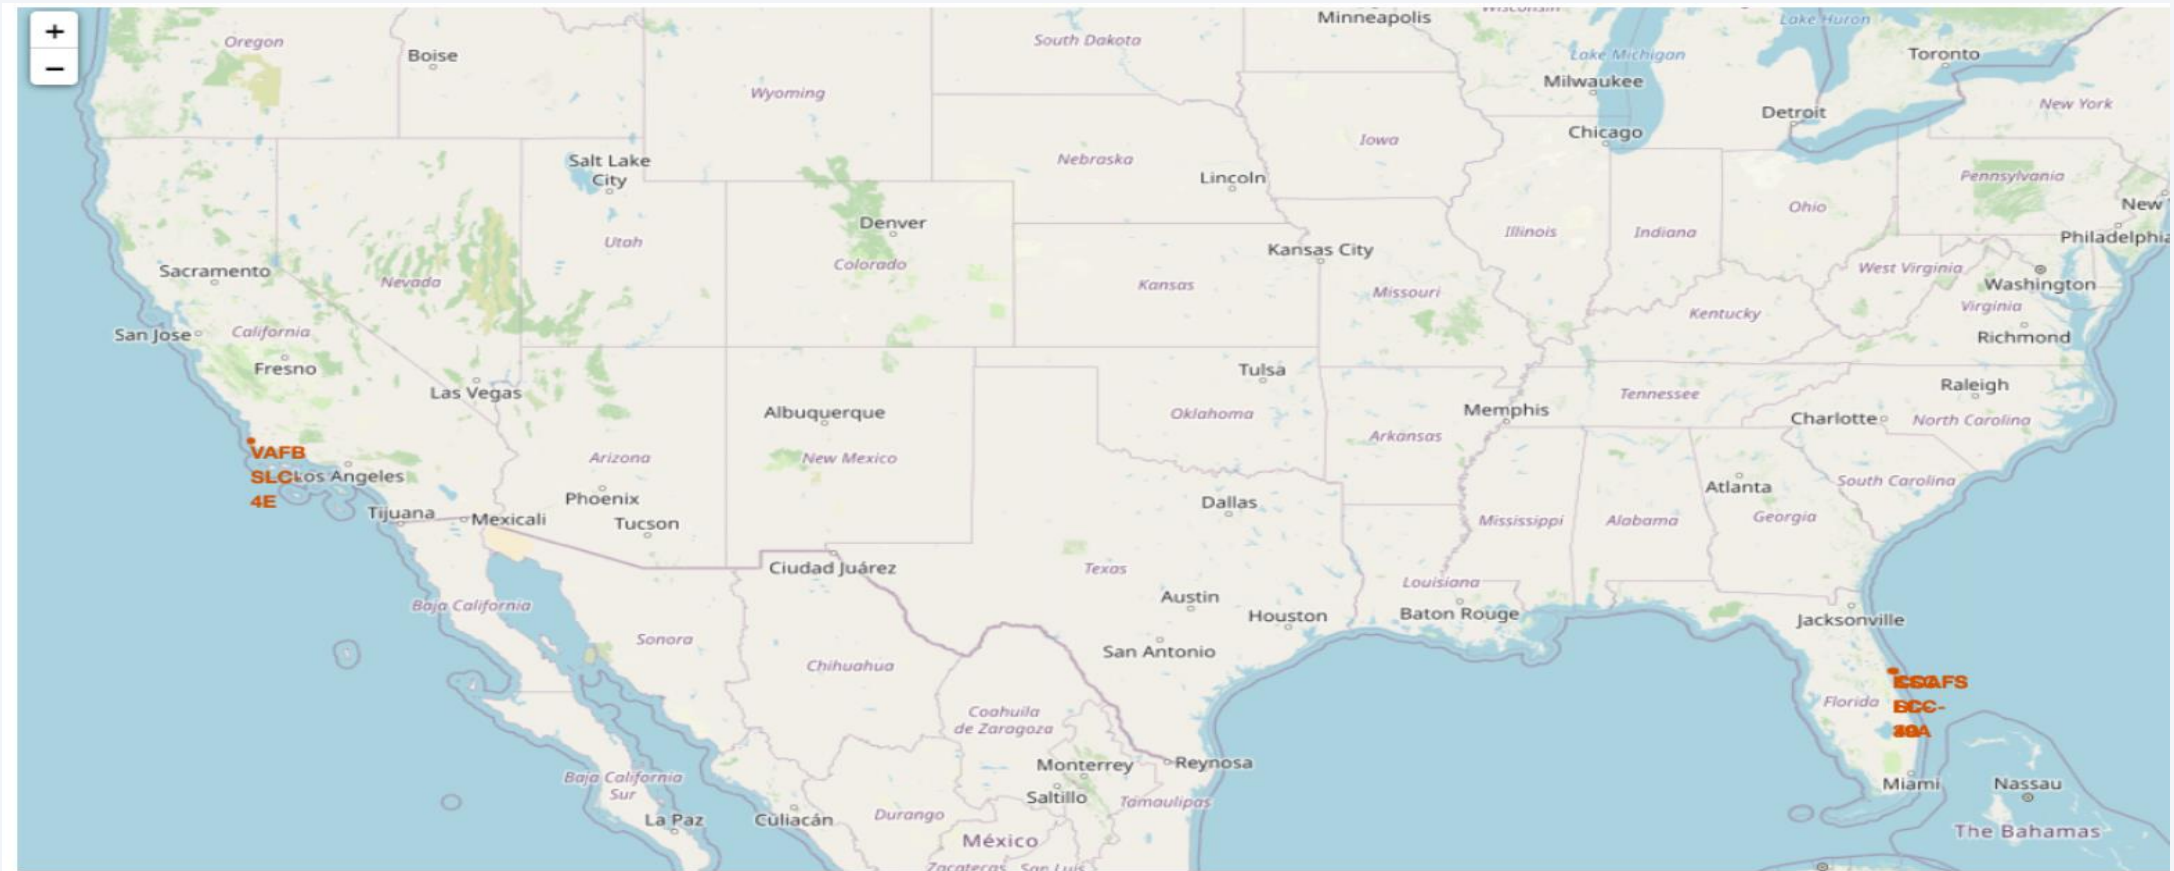 +
−
Oregon
Boise
South Dakota
Minneapolis
Wisconsin
Lake Michigan
Lake Huron
Toronto
Wyoming
Milwaukee
Detroit
New York
Chicago
Iowa
Salt Lake
City
Nebraska
Lincoln
Pennsylvania
New
Ohio
Denver
Utah
Colorado
Illinois
Indiana
Philadelphia
Kansas City
Sacramento
Nevada
Kansas
Missouri
West Virginia
Washington
Virginia
Kentucky
San Jose
California
Richmond
Fresno
Las Vegas
Tulsa
Raleigh
Tennessee
Albuquerque
Oklahoma
Memphis
Charlotte
North Carolina
Arkansas
VAFB
SLC-
4E
Los Angeles
Arizona
New Mexico
Atlanta
South Carolina
Phoenix
Dallas
Tijuana
Mexicali
Tucson
Mississippi
Alabama
Georgia
Ciudad Juárez
Texas
Louisiana
Baja California
Austin
Houston
Baton Rouge
Jacksonville
Sonora
San Antonio
Chihuahua
Florida
Coahuila
de Zaragoza
Monterrey
Reynosa
Baja California
Sur
Saltillo
Tamaulipas
Miami
Nassau
La Paz
Culiacán
Durango
México
The Bahamas
Zacatecas
San Luis